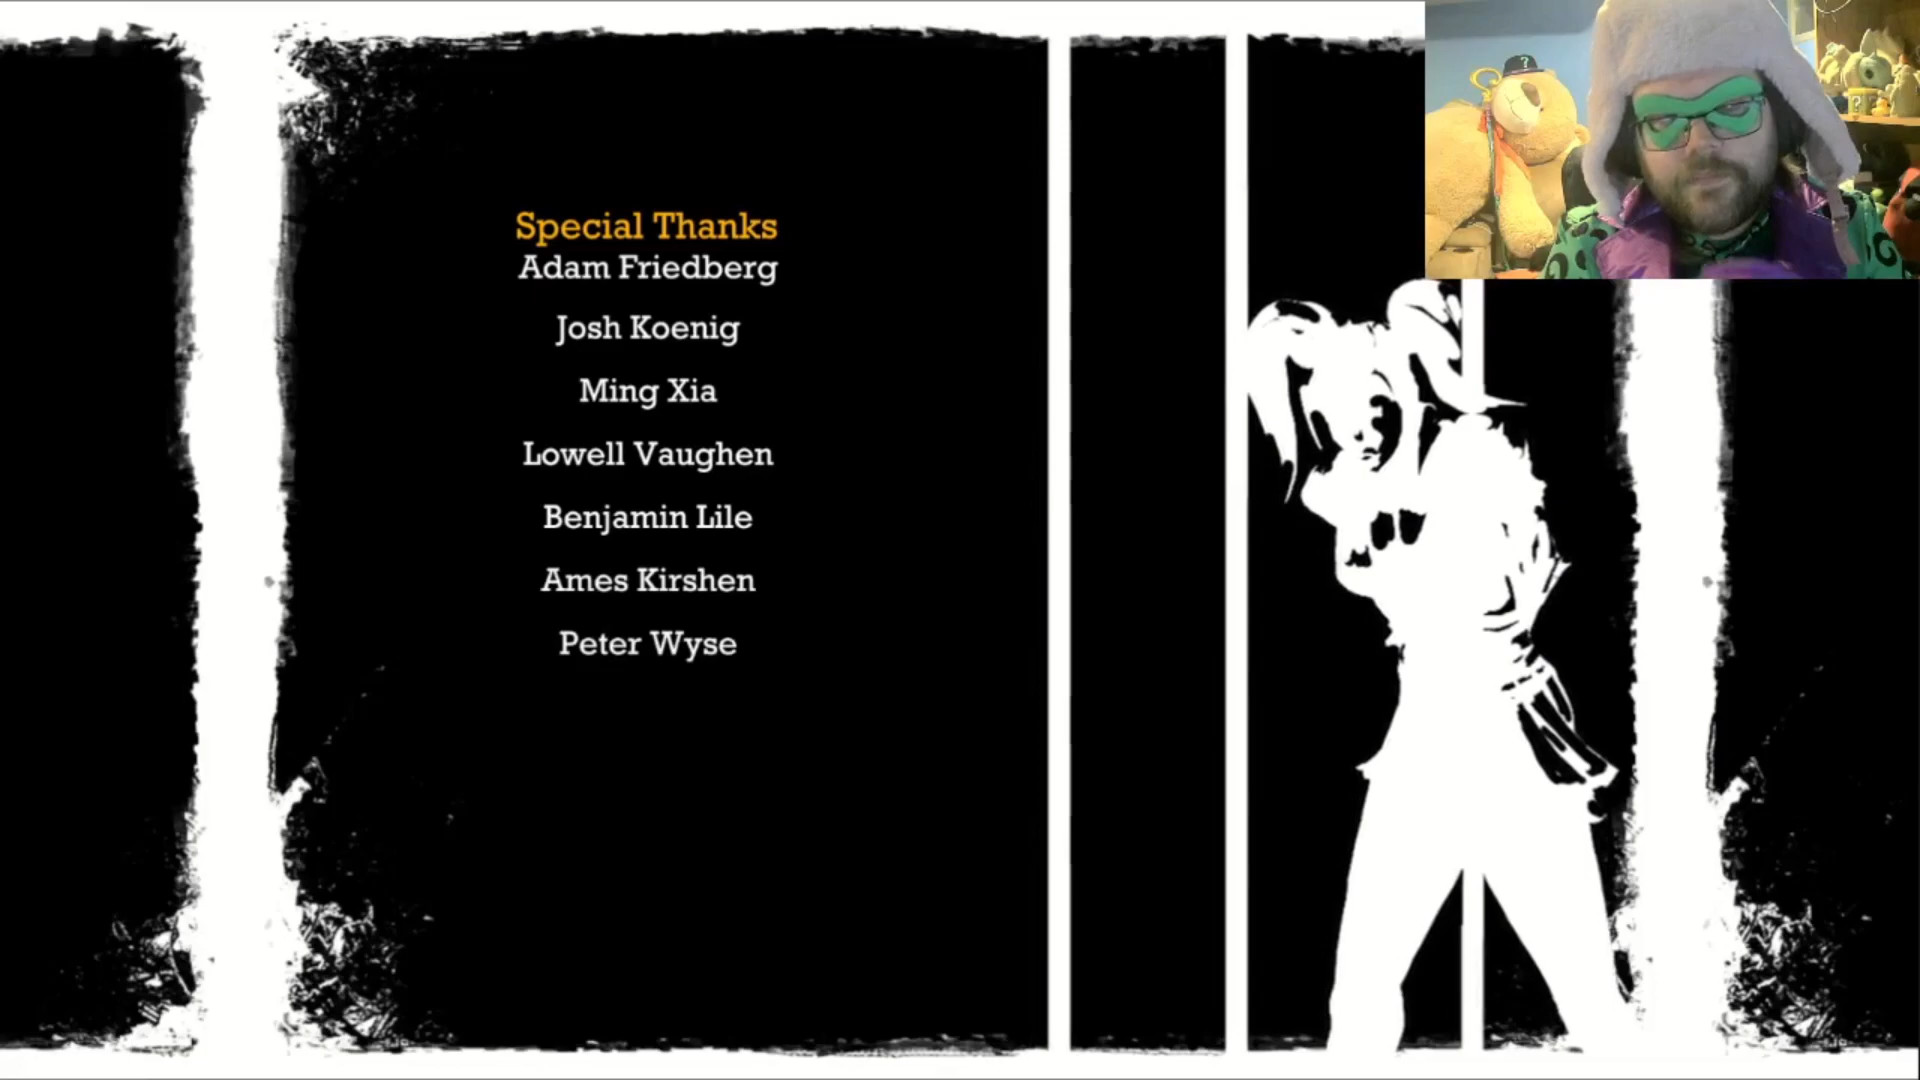 Special Thanks
Adam Friedberg
Josh Koenig
Ming Xia
Lowell Vaughen
Benjamin Lile
Ames Kirshen
Peter Wyse
?